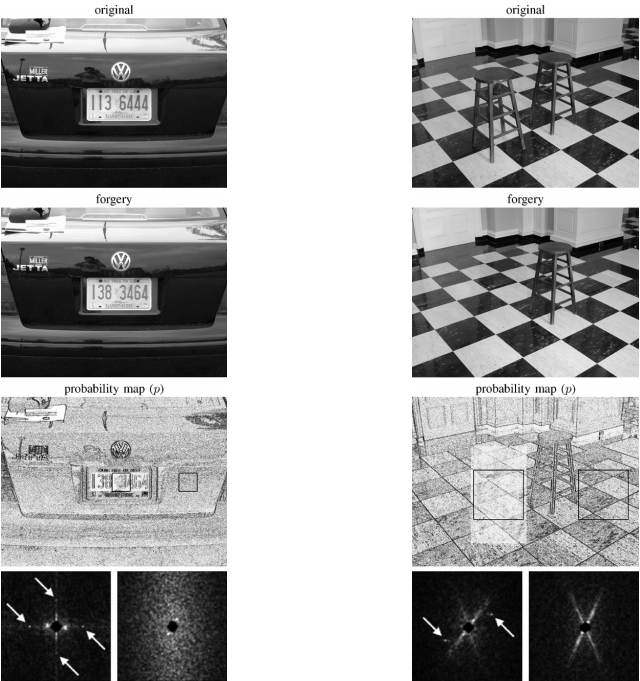 original
original
MILLER
JETTA
113 6444
forgery
forgery
MILLER
JETTA
138 3464
probability map (p)
probability map (p)